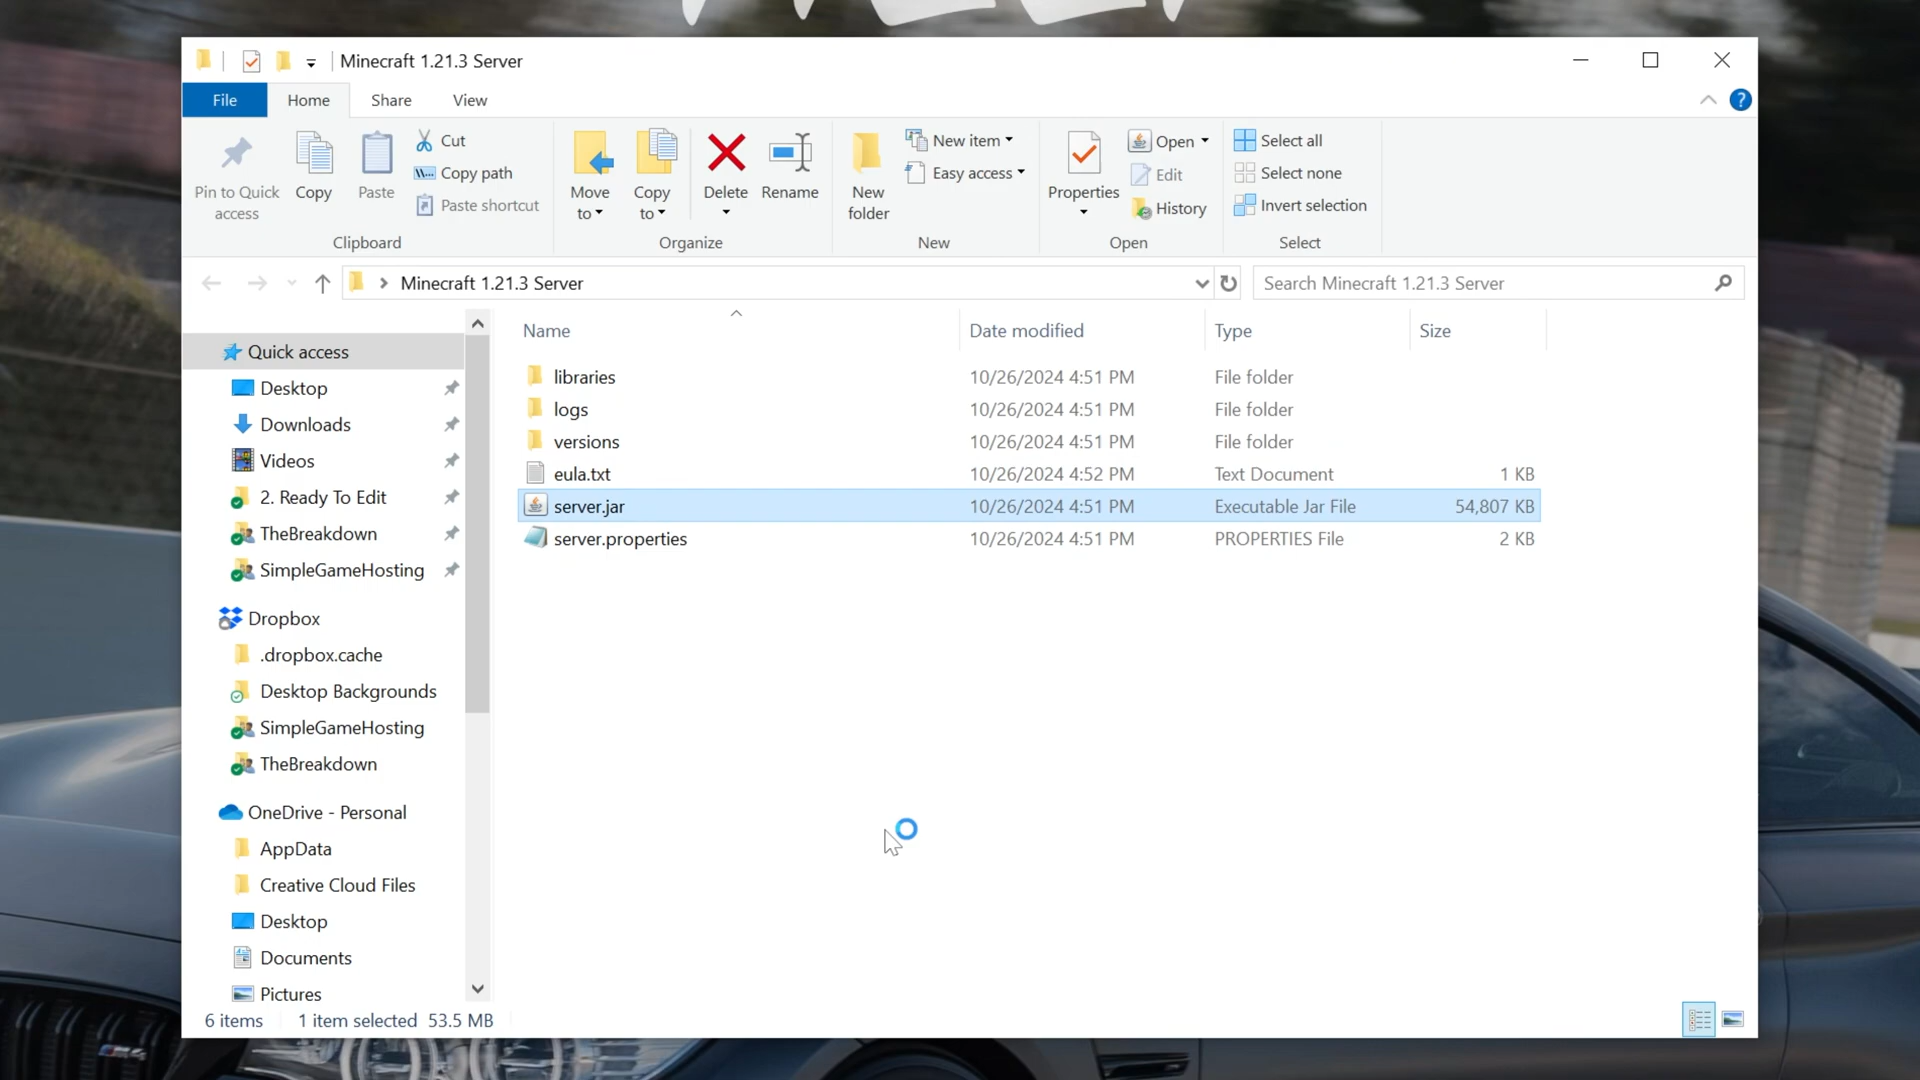 Minecraft 1.21.3 Server
File Home Share View
Pin to Quick access
Copy
Paste
Cut
Copy path
Paste shortcut
Clipboard
Move to
Copy to
Delete
Rename
Organize
New folder
New item
Easy access
New
Properties
Open
Edit
History
Open
Select all
Select none
Invert selection
Select
Minecraft 1.21.3 Server
Search Minecraft 1.21.3 Server
Quick access
Desktop
Downloads
Videos
2. Ready To Edit
TheBreakdown
SimpleGameHosting
Dropbox
.dropbox.cache
Desktop Backgrounds
SimpleGameHosting
TheBreakdown
OneDrive - Personal
AppData
Creative Cloud Files
Desktop
Documents
Pictures
Name Date modified Type Size
libraries 10/26/2024 4:51 PM File folder
logs 10/26/2024 4:51 PM File folder
versions 10/26/2024 4:51 PM File folder
eula.txt 10/26/2024 4:52 PM Text Document 1 KB
server.jar 10/26/2024 4:51 PM Executable Jar File 54,807 KB
server.properties 10/26/2024 4:51 PM PROPERTIES File 2 KB
6 items 1 item selected 53.5 MB